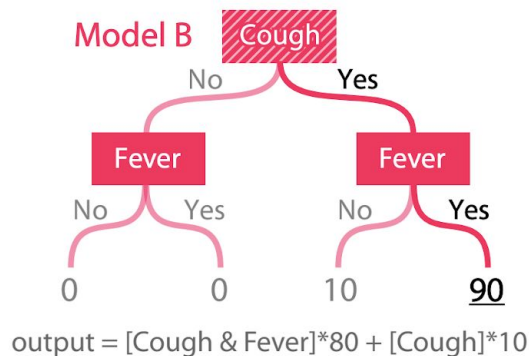 Model B
Cough
No Yes
Fever Fever
No Yes No Yes
0 0 10 90
output = [Cough & Fever]*80 + [Cough]*10